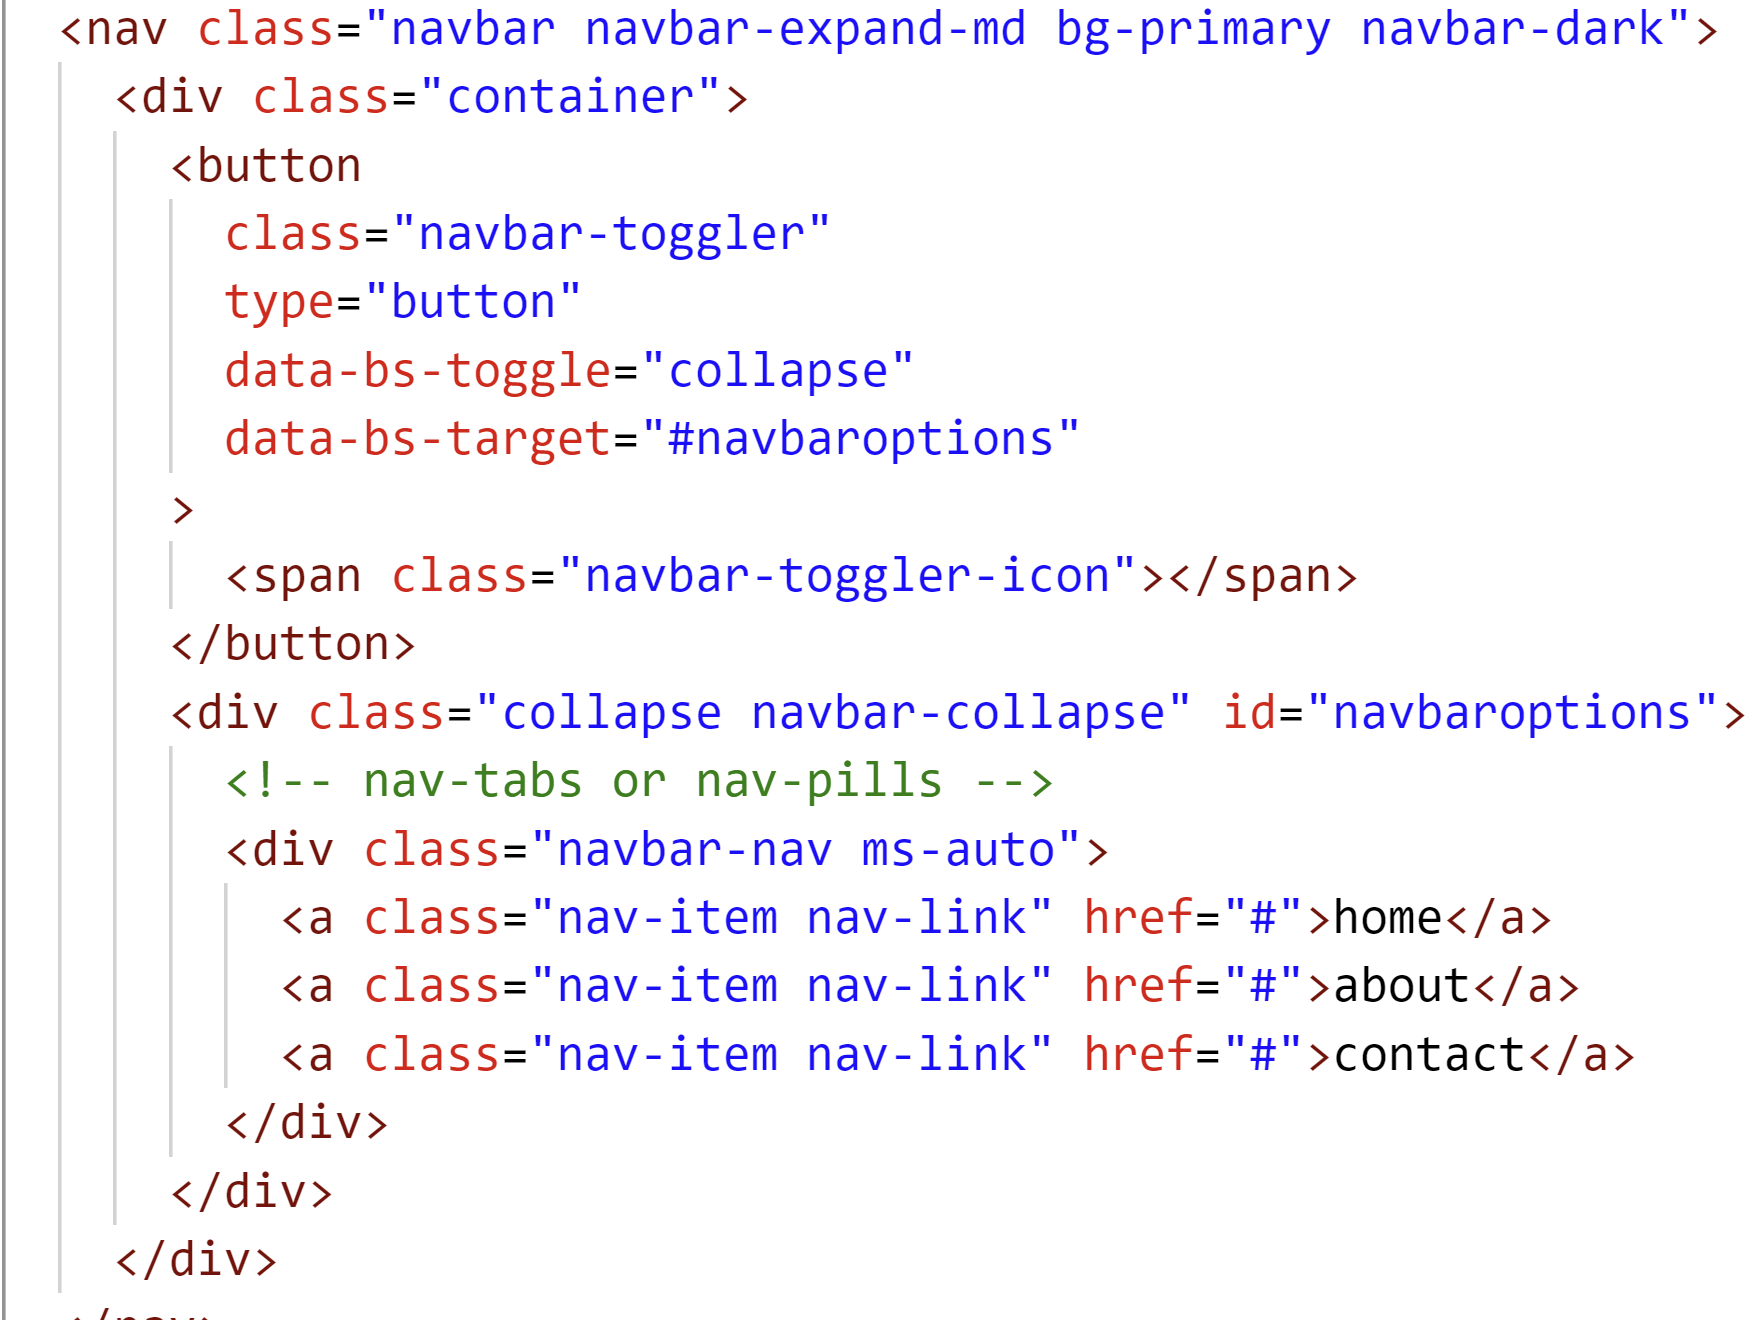 <nav class="navbar navbar-expand-md bg-primary navbar-dark">
<div class="container">
<button
class="navbar-toggler"
type="button"
data-bs-toggle="collapse"
data-bs-target="#navbaroptions"
>
<span class="navbar-toggler-icon"></span>
</button>
<div class="collapse navbar-collapse" id="navbaroptions">
<!-- nav-tabs or nav-pills -->
<div class="navbar-nav ms-auto">
<a class="nav-item nav-link" href="#">home</a>
<a class="nav-item nav-link" href="#">about</a>
<a class="nav-item nav-link" href="#">contact</a>
</div>
</div>
</div>
</nav>